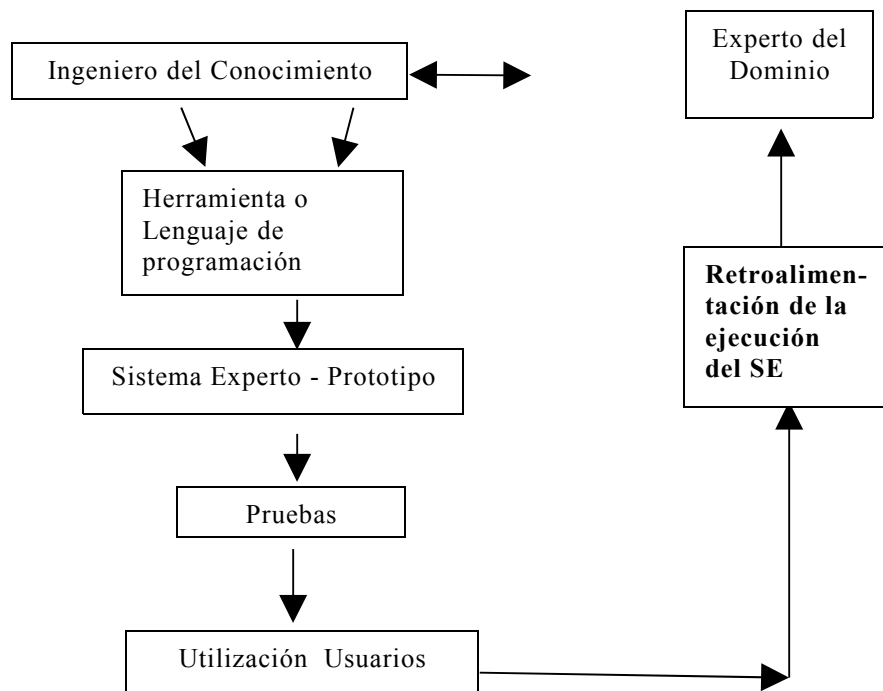 Ingeniero del Conocimiento
Experto del
Dominio
Herramienta o
Lenguaje de
programación
Retroalimen-
tación de la
ejecución
del SE
Sistema Experto - Prototipo
Pruebas
Utilización Usuarios